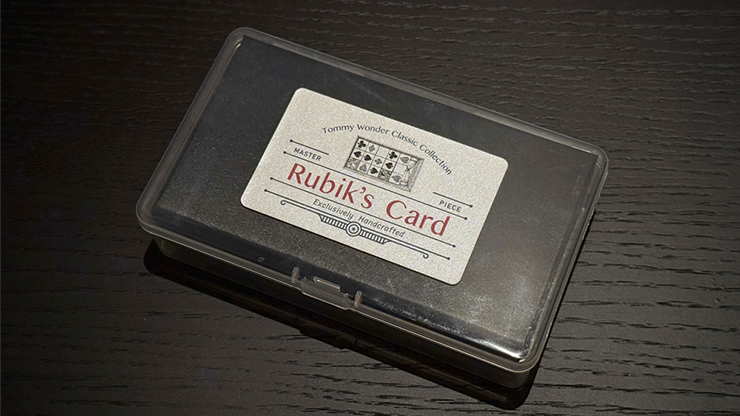 Tommy Wonder Classic Collection
MASTER
PIECE
Rubik's Card
Exclusively Handcrafted